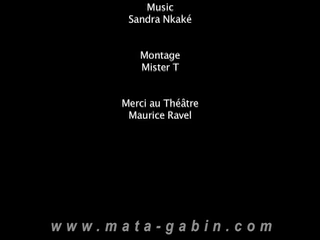 Music
Sandra Nkaké
Montage
Mister T
Merci au Théâtre
Maurice Ravel
www.mata-gabin.com